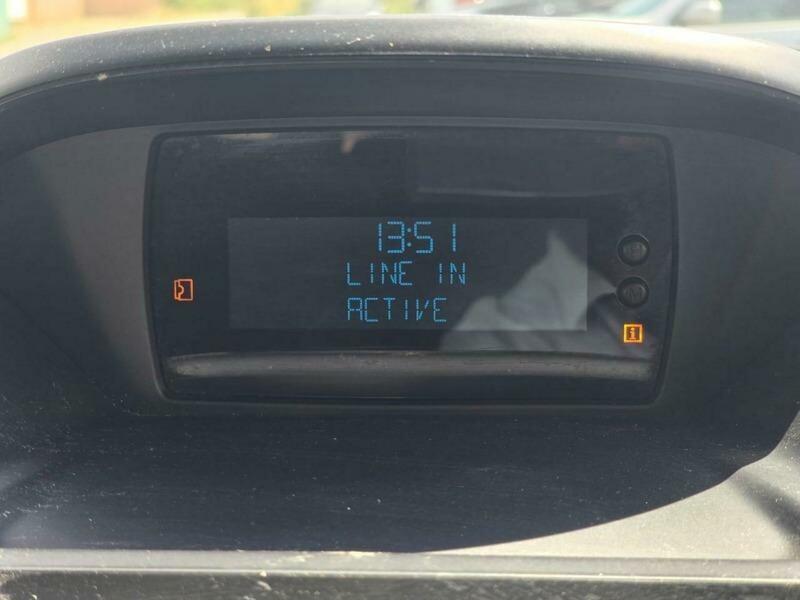 13:51
LINE IN
ACTIVE
H
M
i